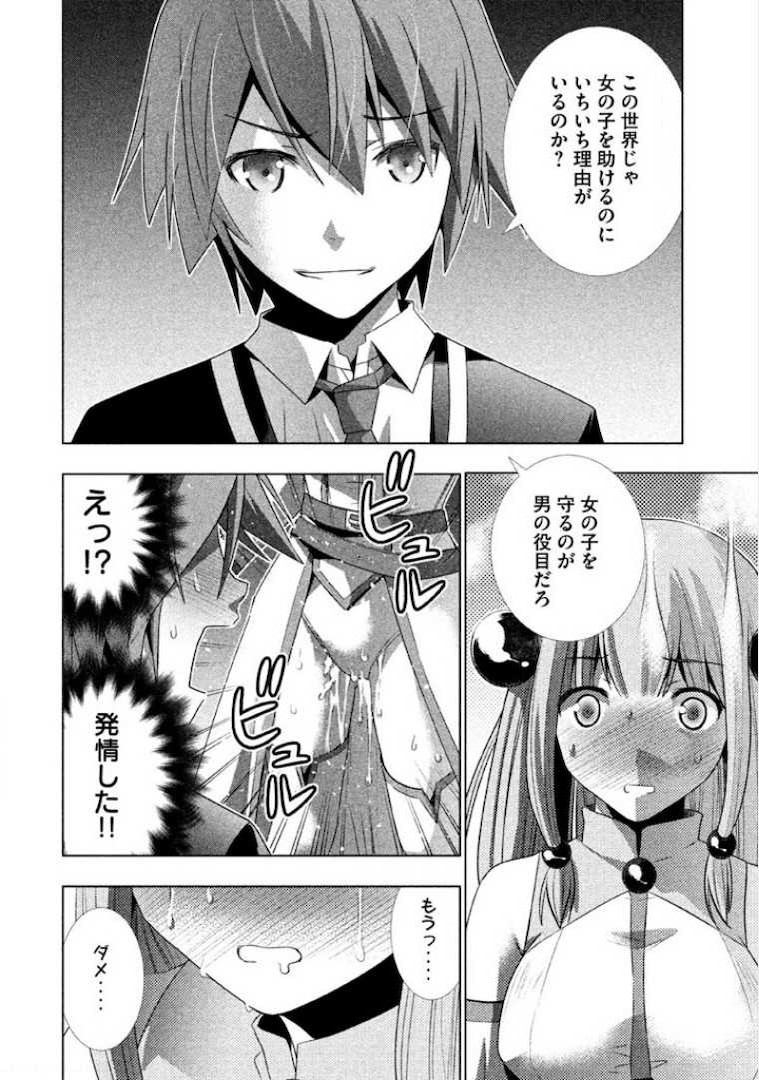 この世界じゃ
女の子を助けるのに
いちいち理由が
いるのか？
女の子を
守るのが
男の役目だろ
ビュル
ビュル
えっ!?
発情した!!
もうっ‥‥
ダメ‥‥